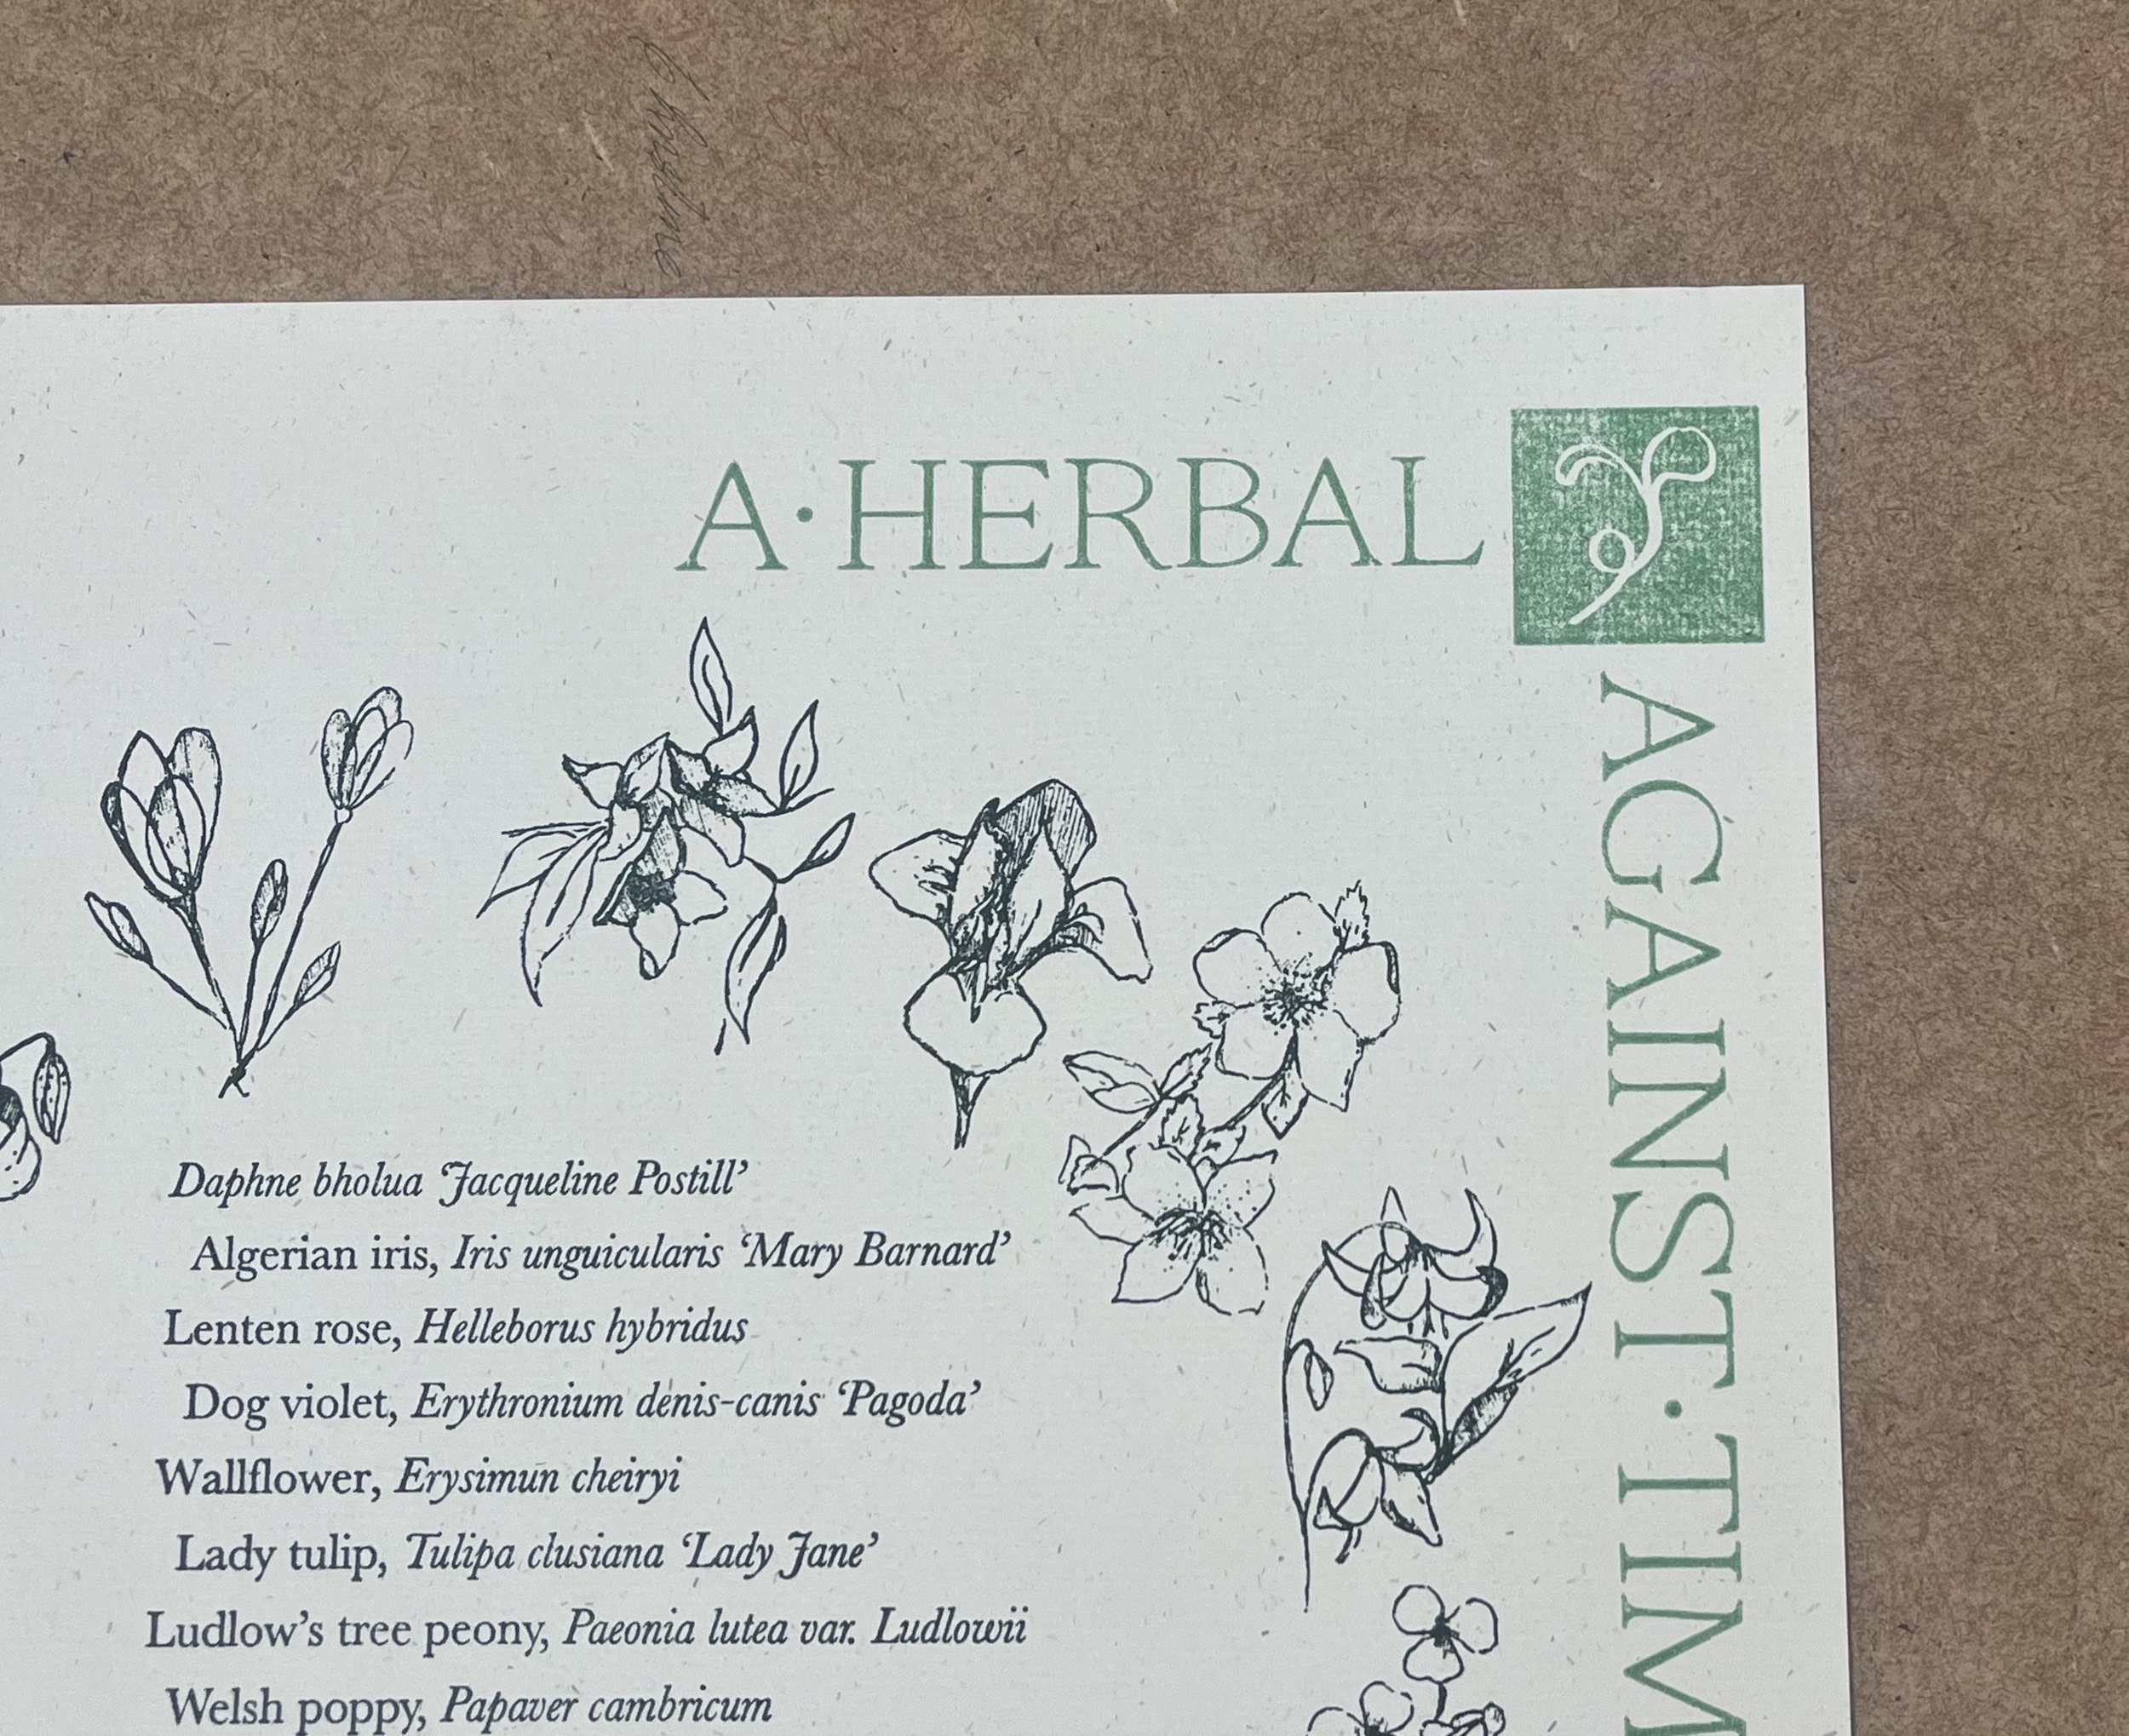 A·HERBAL
AGAINST·TIM
Daphne bholua ‘Jacqueline Postill’
Algerian iris, Iris unguicularis ‘Mary Barnard’
Lenten rose, Helleborus hybridus
Dog violet, Erythronium denis-canis ‘Pagoda’
Wallflower, Erysimun cheiryi
Lady tulip, Tulipa clusiana ‘Lady Jane’
Ludlow’s tree peony, Paeonia lutea var. Ludlowii
Welsh poppy, Papaver cambricum